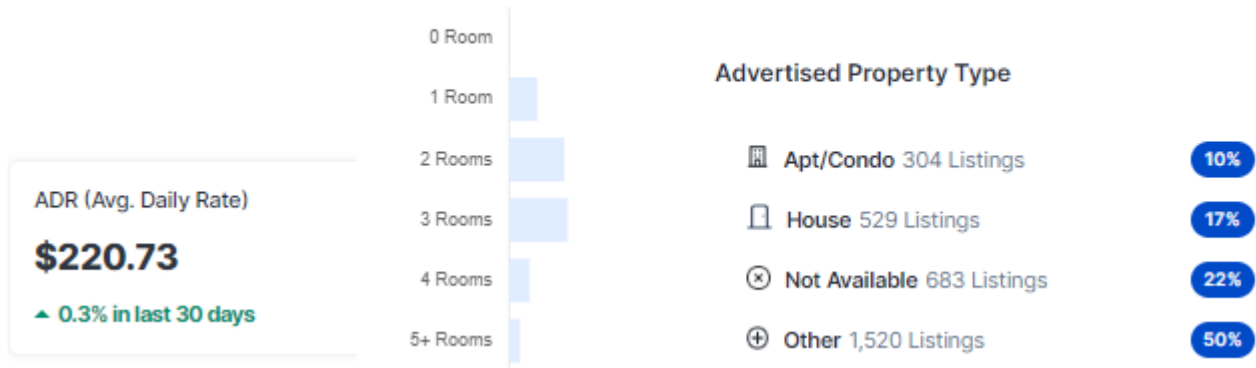 ADR (Avg. Daily Rate)
$220.73
0.3% in last 30 days
0 Room
1 Room
2 Rooms
3 Rooms
4 Rooms
5+ Rooms
Advertised Property Type
Apt/Condo 304 Listings 10%
House 529 Listings 17%
Not Available 683 Listings 22%
Other 1,520 Listings 50%